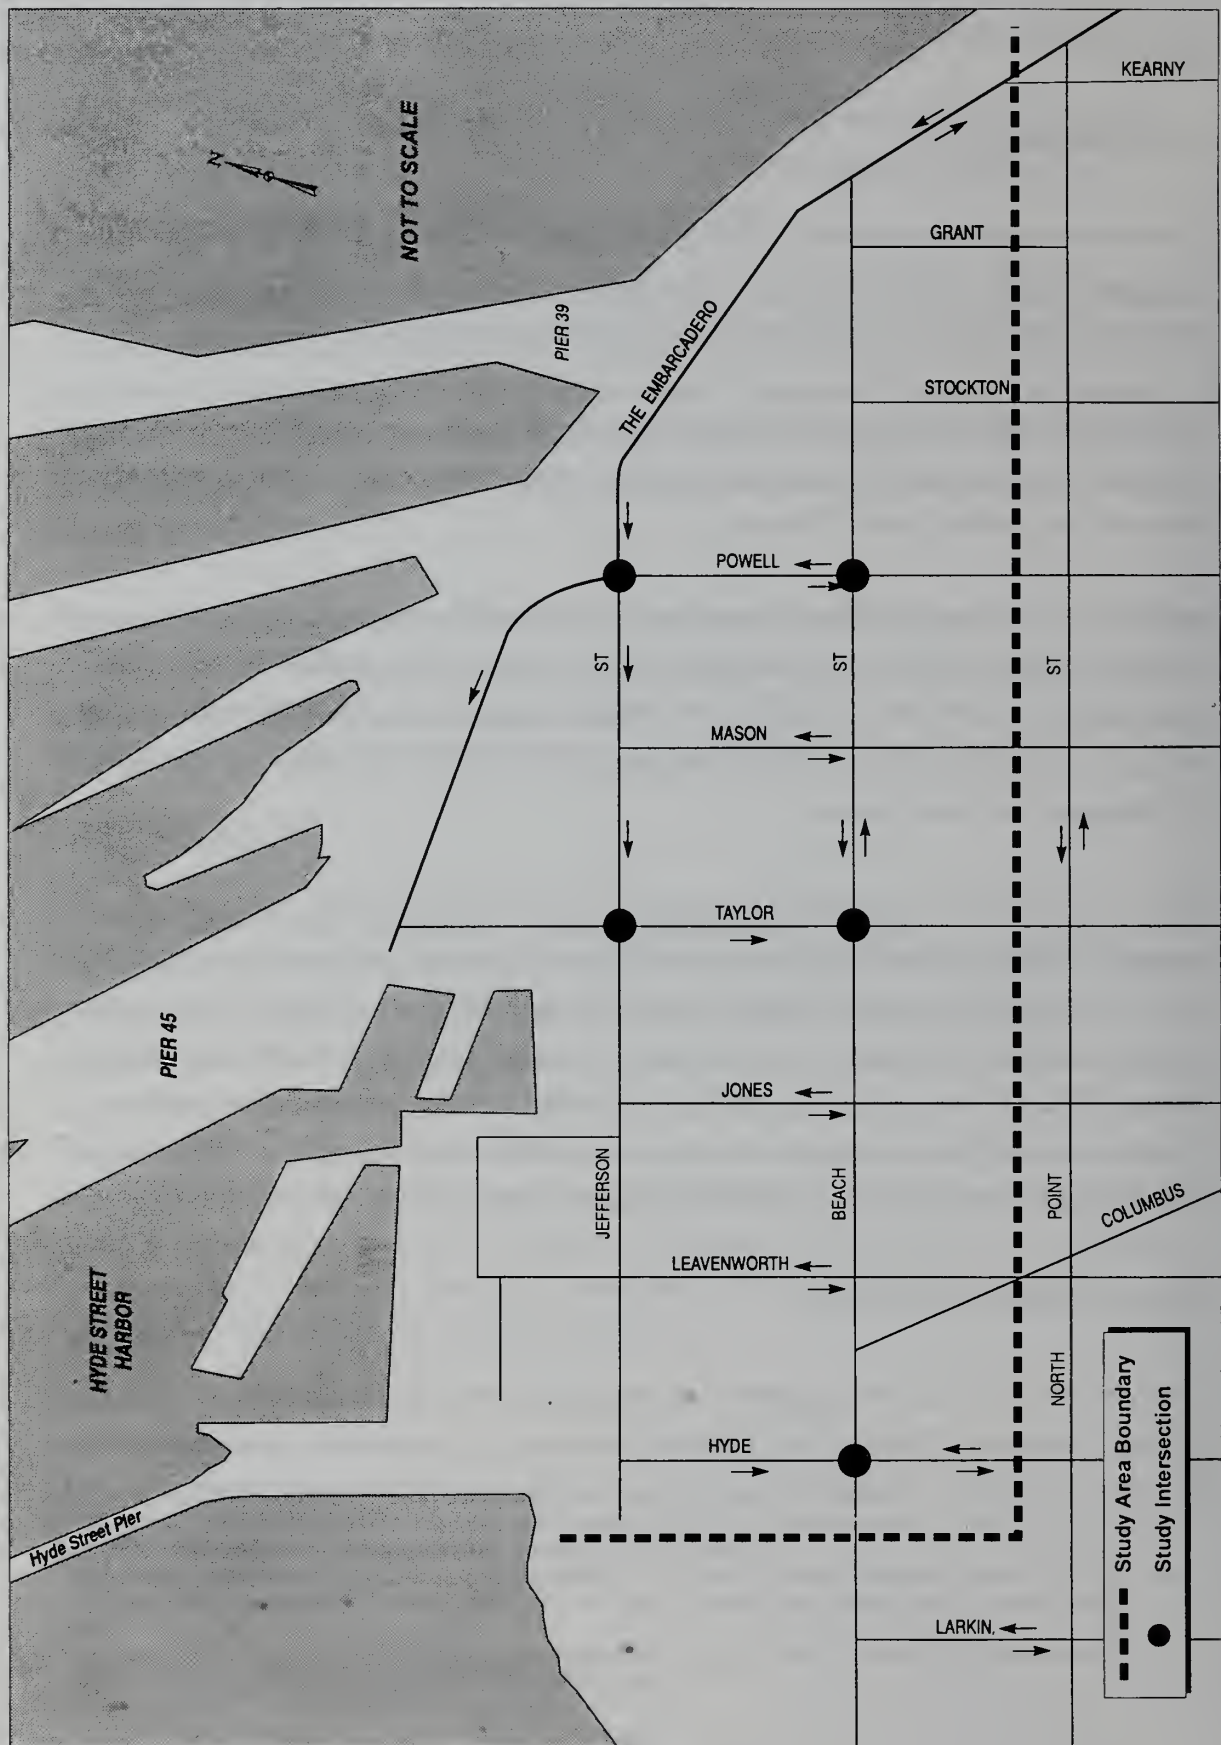 KEARNY
N
NOT TO SCALE
GRANT
PIER 39
THE EMBARCADERO
STOCKTON
POWELL
ST
ST
ST
MASON
TAYLOR
PIER 45
JONES
JEFFERSON
BEACH
POINT
COLUMBUS
LEAVENWORTH
HYDE STREET
HARBOR
NORTH
HYDE
Hyde Street Pier
LARKIN
Study Area Boundary
Study Intersection